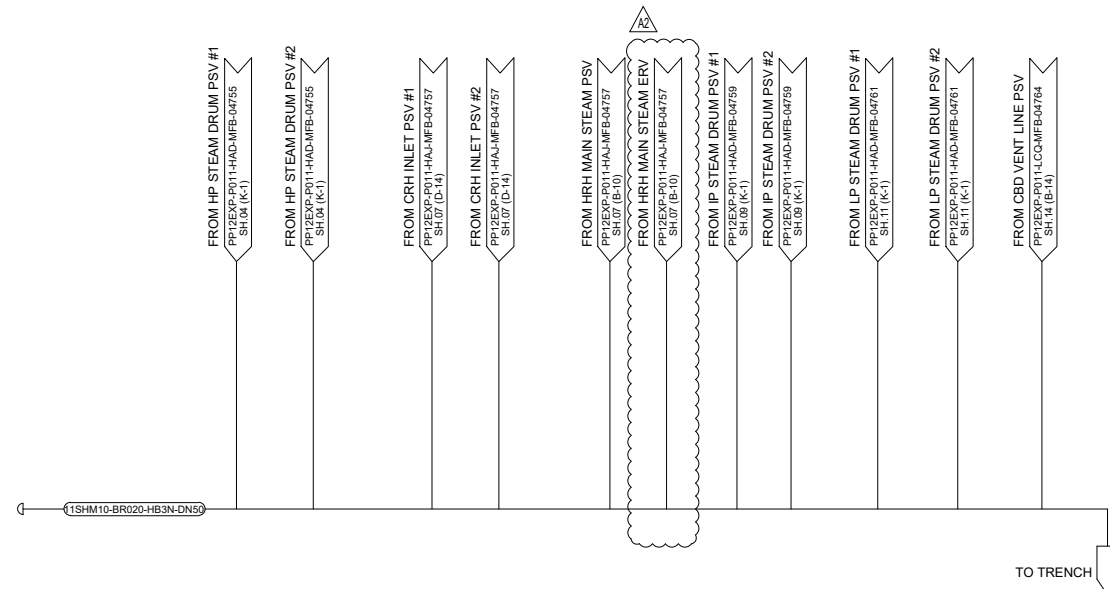 A2
FROM HP STEAM DRUM PSV #1
PP12EXP-P011-HAD-MFB-04755
SH.04 (K-1)
FROM HP STEAM DRUM PSV #2
PP12EXP-P011-HAD-MFB-04755
SH.04 (K-1)
FROM CRH INLET PSV #1
PP12EXP-P011-HAJ-MFB-04757
SH.07 (D-14)
FROM CRH INLET PSV #2
PP12EXP-P011-HAJ-MFB-04757
SH.07 (D-14)
FROM HRH MAIN STEAM PSV
PP12EXP-P011-HAJ-MFB-04757
SH.07 (B-10)
FROM HRH MAIN STEAM ERV
PP12EXP-P011-HAJ-MFB-04757
SH.07 (B-10)
FROM IP STEAM DRUM PSV #1
PP12EXP-P011-HAD-MFB-04759
SH.09 (K-1)
FROM IP STEAM DRUM PSV #2
PP12EXP-P011-HAD-MFB-04759
SH.09 (K-1)
FROM LP STEAM DRUM PSV #1
PP12EXP-P011-HAD-MFB-04761
SH.11 (K-1)
FROM LP STEAM DRUM PSV #2
PP12EXP-P011-HAD-MFB-04761
SH.11 (K-1)
FROM CBD VENT LINE PSV
PP12EXP-P011-LCQ-MFB-04764
SH.14 (B-14)
11SHM10-BR020-HB3N-DN50
TO TRENCH